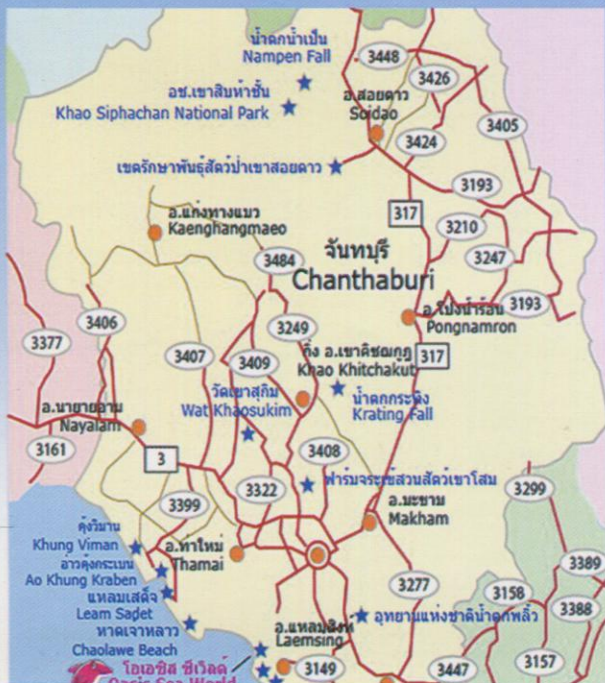 น้ำตกน้ำเป็น
Nampen Fall
3448
3426
อช.เขาสิบห้าชั้น
Khao Siphachan National Park
อ.สอยดาว
Soidao
3405
3424
เขตรักษาพันธุ์สัตว์ป่าเขาสอยดาว
3193
317
3210
อ.แก่งหางแมว
Kaenghangmaeo
จันทบุรี
Chanthaburi
3484
3247
3193
อ.โป่งน้ำร้อน
Pongnamron
3406
3249
3377
3407
3409
317
กิ่ง อ.เขาคิชฌกูฏ
Khao Khitchakut
วัดเขาสุกิม
Wat Khaosukim
น้ำตกกระทิง
Krating Fall
อ.นายายอาม
Nayaiam
3161
3
3408
ฟาร์มจระเข้สวนสัตว์เขาโสม
3322
3299
3399
อ.มะขาม
Makham
คุ้งวิมาน
Khung Viman
อ.ท่าใหม่
Thamai
อ่าวคุ้งกระเบน
Ao Khung Kraben
3389
แหลมเสด็จ
Leam Sadet
3277
3158
3388
หาดเจ้าหลาว
Chaolawe Beach
อุทยานแห่งชาติน้ำตกพลิ้ว
อ.แหลมสิงห์
Laemsing
โอเอซิส ซีเวิลด์
Oasis Sea World
3149
3447
3157